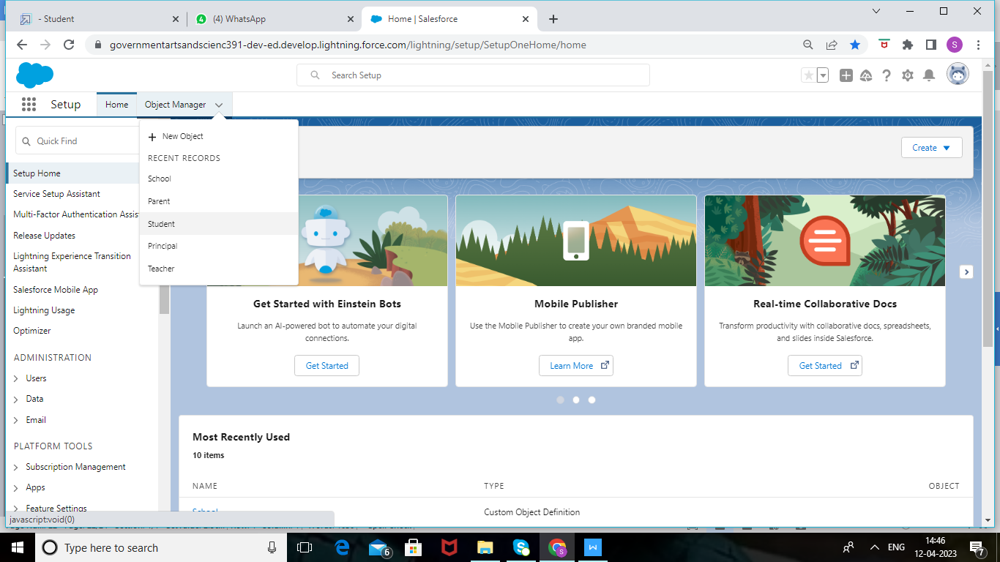 - Student
(4) WhatsApp
Home | Salesforce
governmentartsandscienc391-dev-ed.develop.lightning.force.com/lightning/setup/SetupOneHome/home
S
Search Setup
Setup
Home
Object Manager
Quick Find
New Object
RECENT RECORDS
School
Parent
Student
Principal
Teacher
Create
Setup Home
Service Setup Assistant
Multi-Factor Authentication Assis
Release Updates
Lightning Experience Transition
Assistant
Salesforce Mobile App
Lightning Usage
Optimizer
ADMINISTRATION
Users
Data
Email
PLATFORM TOOLS
Subscription Management
Apps
Feature Settings
javascript:void(0)
Get Started with Einstein Bots
Launch an AI-powered bot to automate your digital
connections.
Get Started
Mobile Publisher
Use the Mobile Publisher to create your own branded mobile
app.
Learn More
Real-time Collaborative Docs
Transform productivity with collaborative docs, spreadsheets,
and slides inside Salesforce.
Get Started
Most Recently Used
10 items
NAME
TYPE
OBJECT
School
Custom Object Definition
Type here to search
6
S
W
ENG
14:46
12-04-2023
7